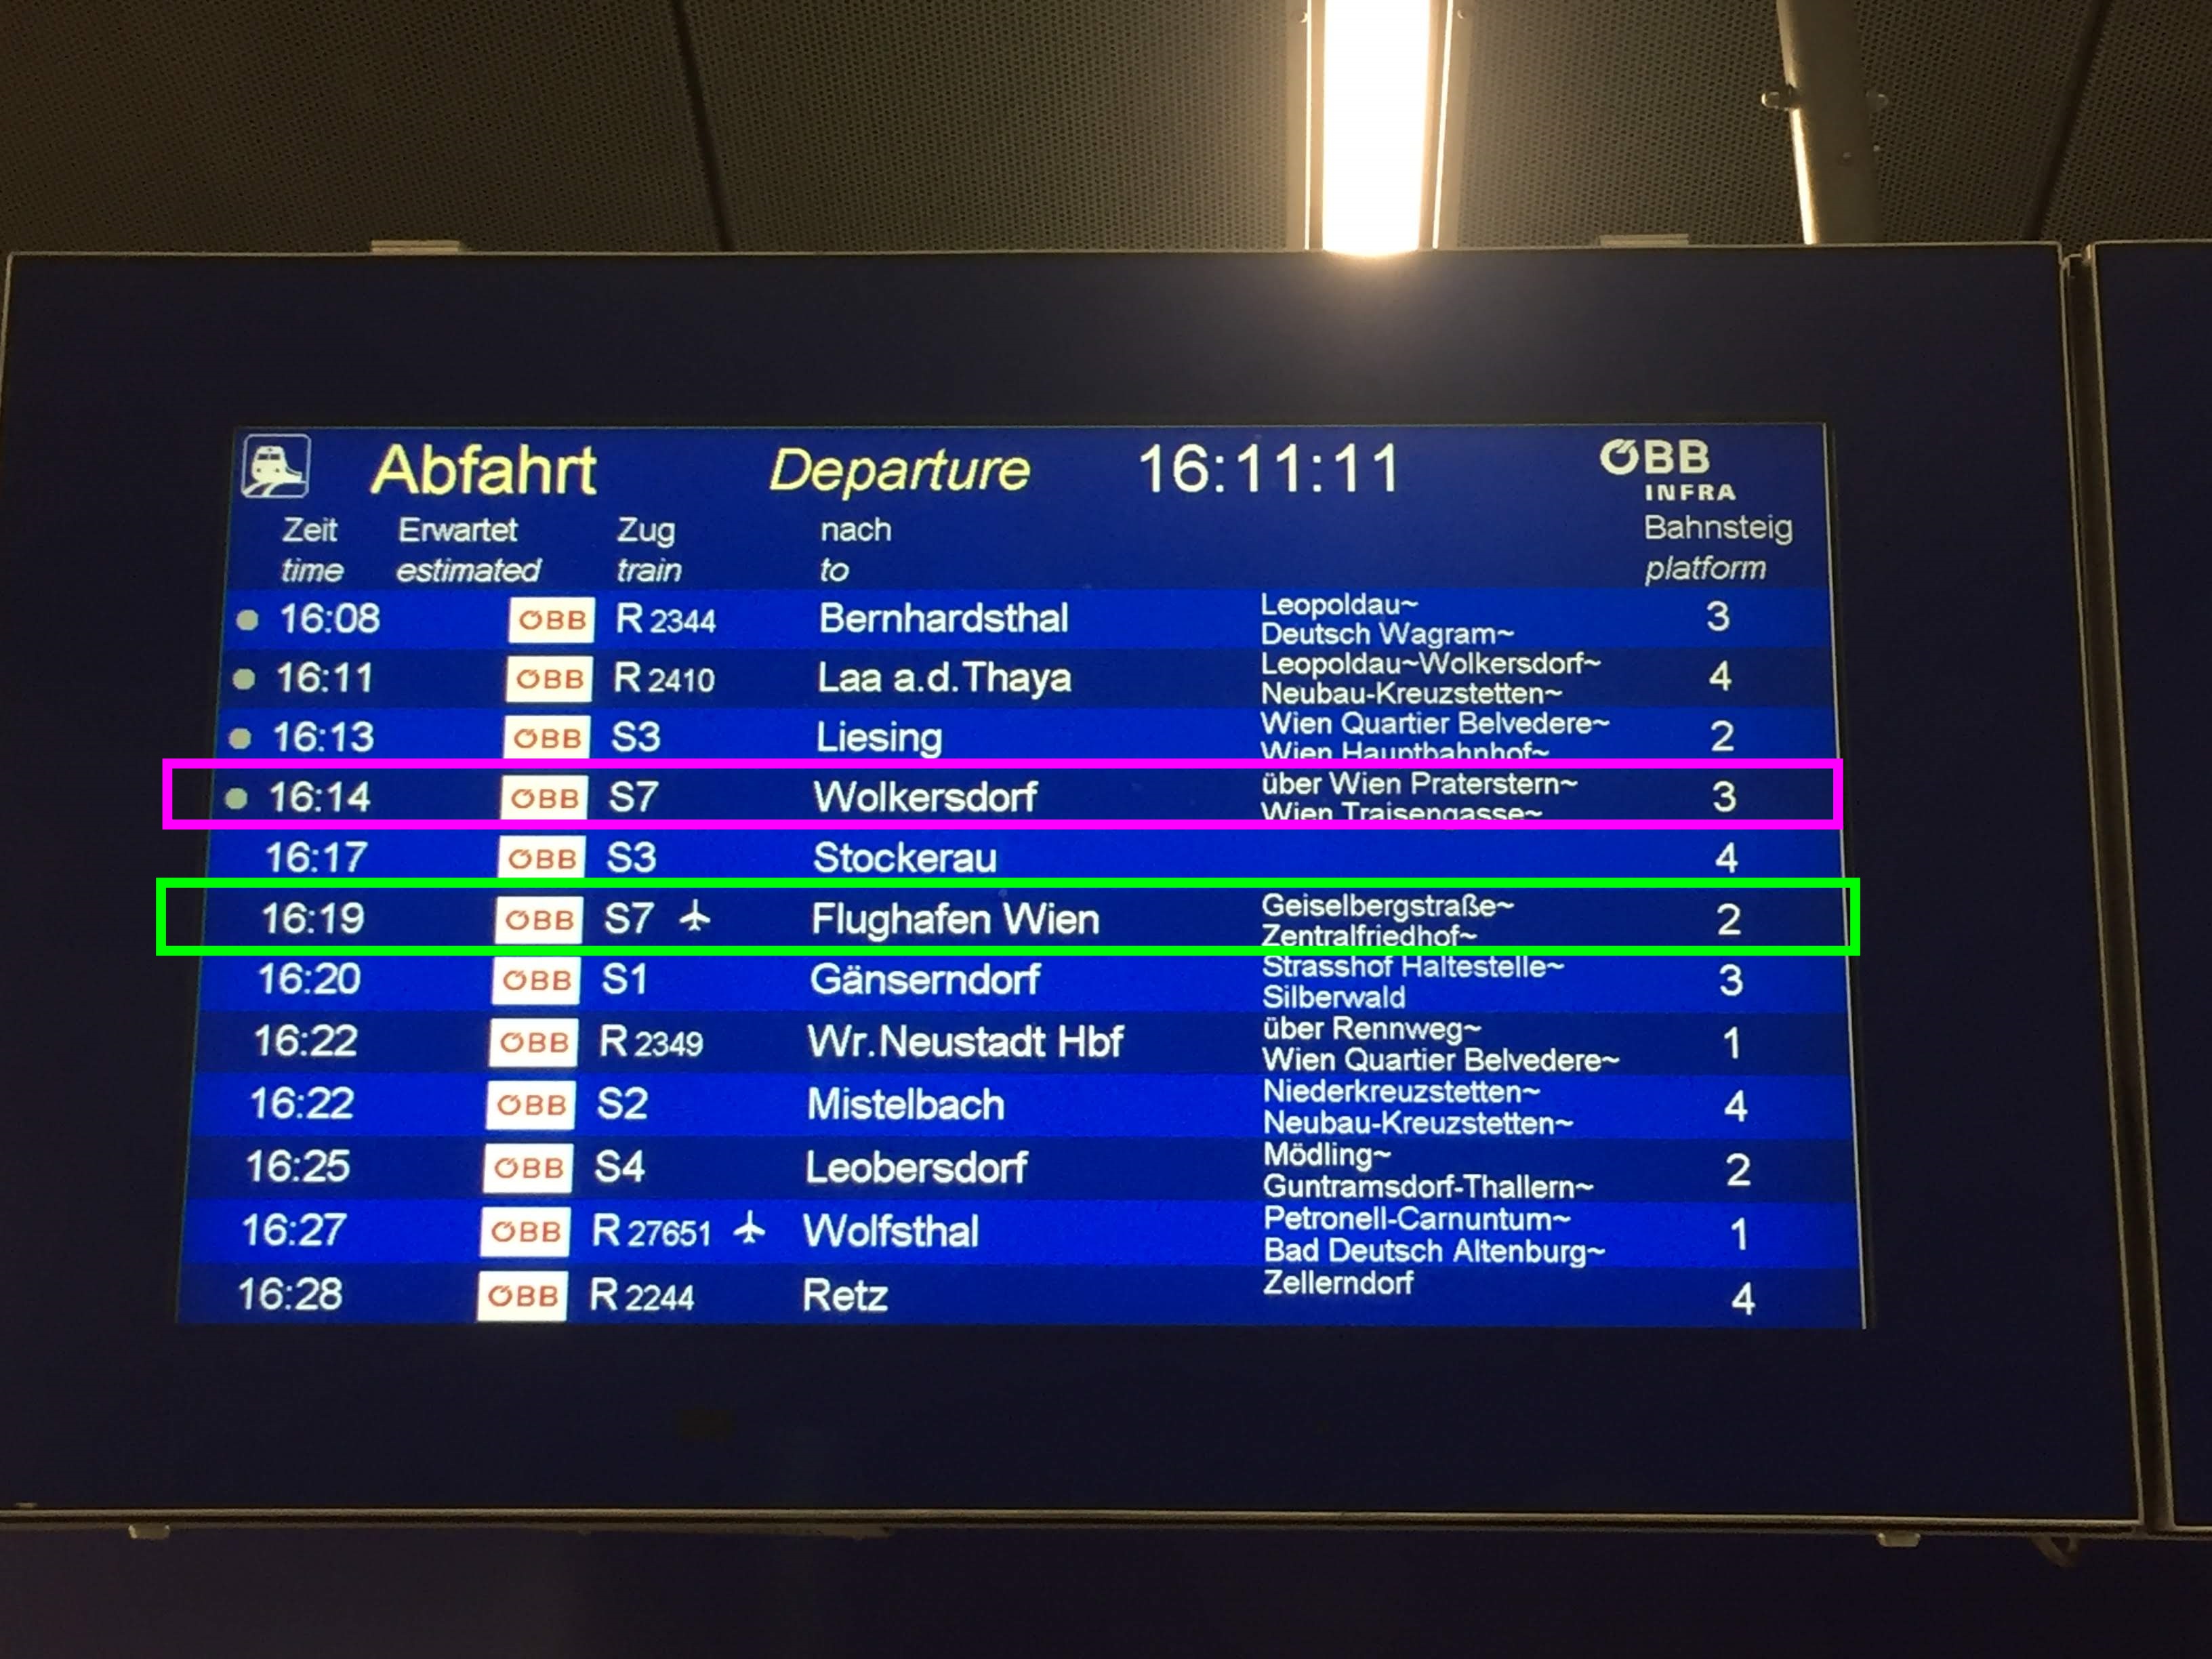 Abfahrt Departure 16:11:11 ÖBB
INFRA
Zeit Erwartet Zug nach Bahnsteig
time estimated train to platform
16:08 ÖBB R 2344 Bernhardsthal Leopoldau~ 3
Deutsch Wagram~
16:11 ÖBB R 2410 Laa a.d.Thaya Leopoldau~Wolkersdorf~ 4
Neubau-Kreuzstetten~
16:13 ÖBB S3 Liesing Wien Quartier Belvedere~ 2
Wien Hauptbahnhof~
16:14 ÖBB S7 Wolkersdorf über Wien Praterstern~ 3
Wien Traisengasse~
16:17 ÖBB S3 Stockerau 4
16:19 ÖBB S7 Flughafen Wien Geiselbergstraße~ 2
Zentralfriedhof~
16:20 ÖBB S1 Gänserndorf Strasshof Haltestelle~ 3
Silberwald
16:22 ÖBB R 2349 Wr.Neustadt Hbf über Rennweg~ 1
Wien Quartier Belvedere~
16:22 ÖBB S2 Mistelbach Niederkreuzstetten~ 4
Neubau-Kreuzstetten~
16:25 ÖBB S4 Leobersdorf Mödling~ 2
Guntramsdorf-Thallern~
16:27 ÖBB R 27651 Wolfsthal Petronell-Carnuntum~ 1
Bad Deutsch Altenburg~
16:28 ÖBB R 2244 Retz Zellerndorf 4